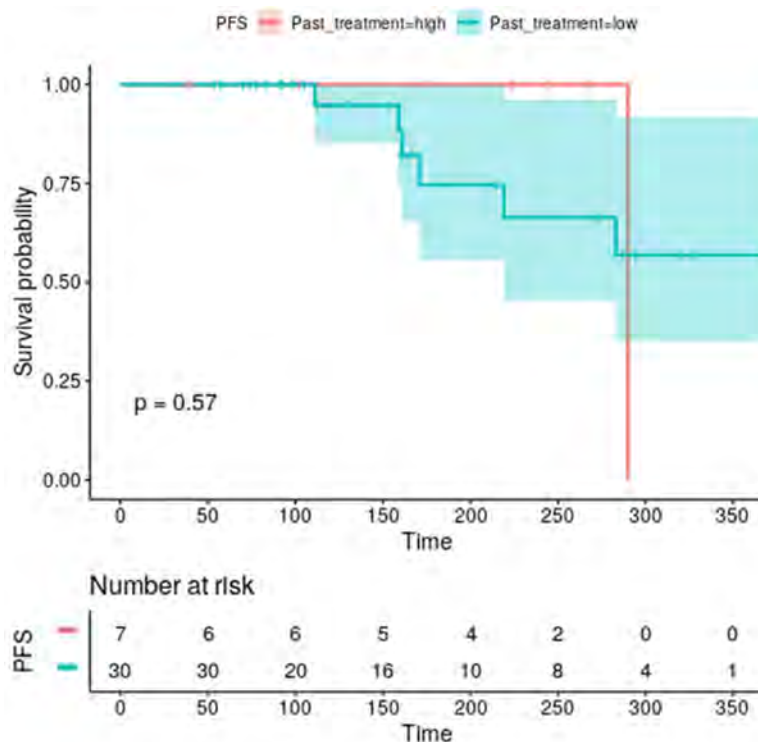 PFS Past_treatment=high Past_treatment=low
Survival probability
1.00
0.75
0.50
0.25
0.00
p = 0.57
0 50 100 150 200 250 300 350
Time
Number at risk
PFS
7 6 6 5 4 2 0 0
30 30 20 16 10 8 4 1
0 50 100 150 200 250 300 350
Time